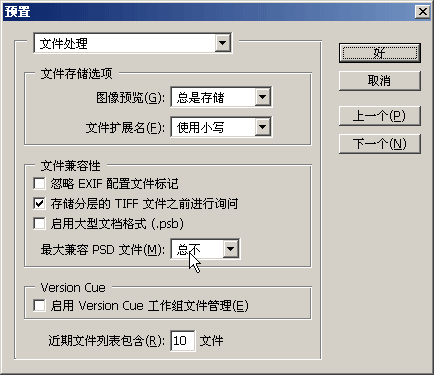 预置
文件处理
好
取消
上一个(P)
下一个(N)
文件存储选项
图像预览(G): 总是存储
文件扩展名(F): 使用小写
文件兼容性
忽略 EXIF 配置文件标记
存储分层的 TIFF 文件之前进行询问
启用大型文档格式 (.psb)
最大兼容 PSD 文件(M): 总不
Version Cue
启用 Version Cue 工作组文件管理(E)
近期文件列表包含(R): 10 文件